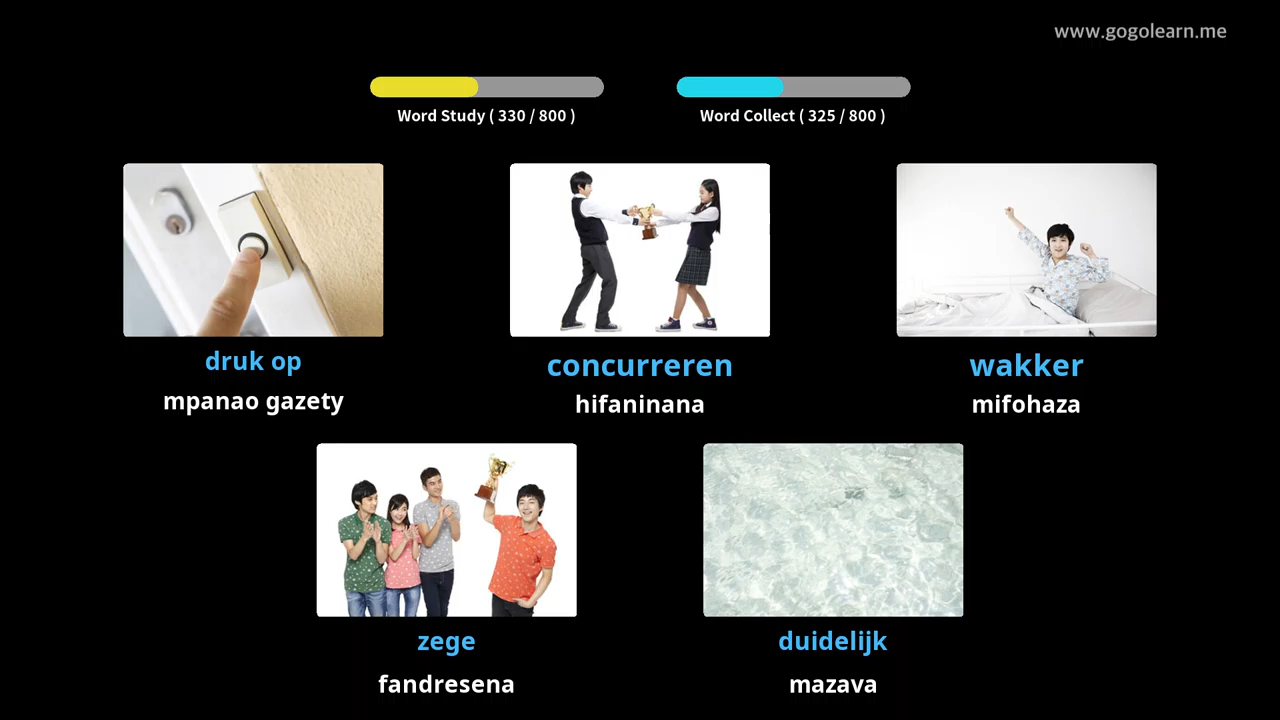 www.gogolearn.me
Word Study ( 330 / 800 )
Word Collect ( 325 / 800 )
druk op
mpanao gazety
concurreren
hifaninana
wakker
mifohaza
zege
fandresena
duidelijk
mazava